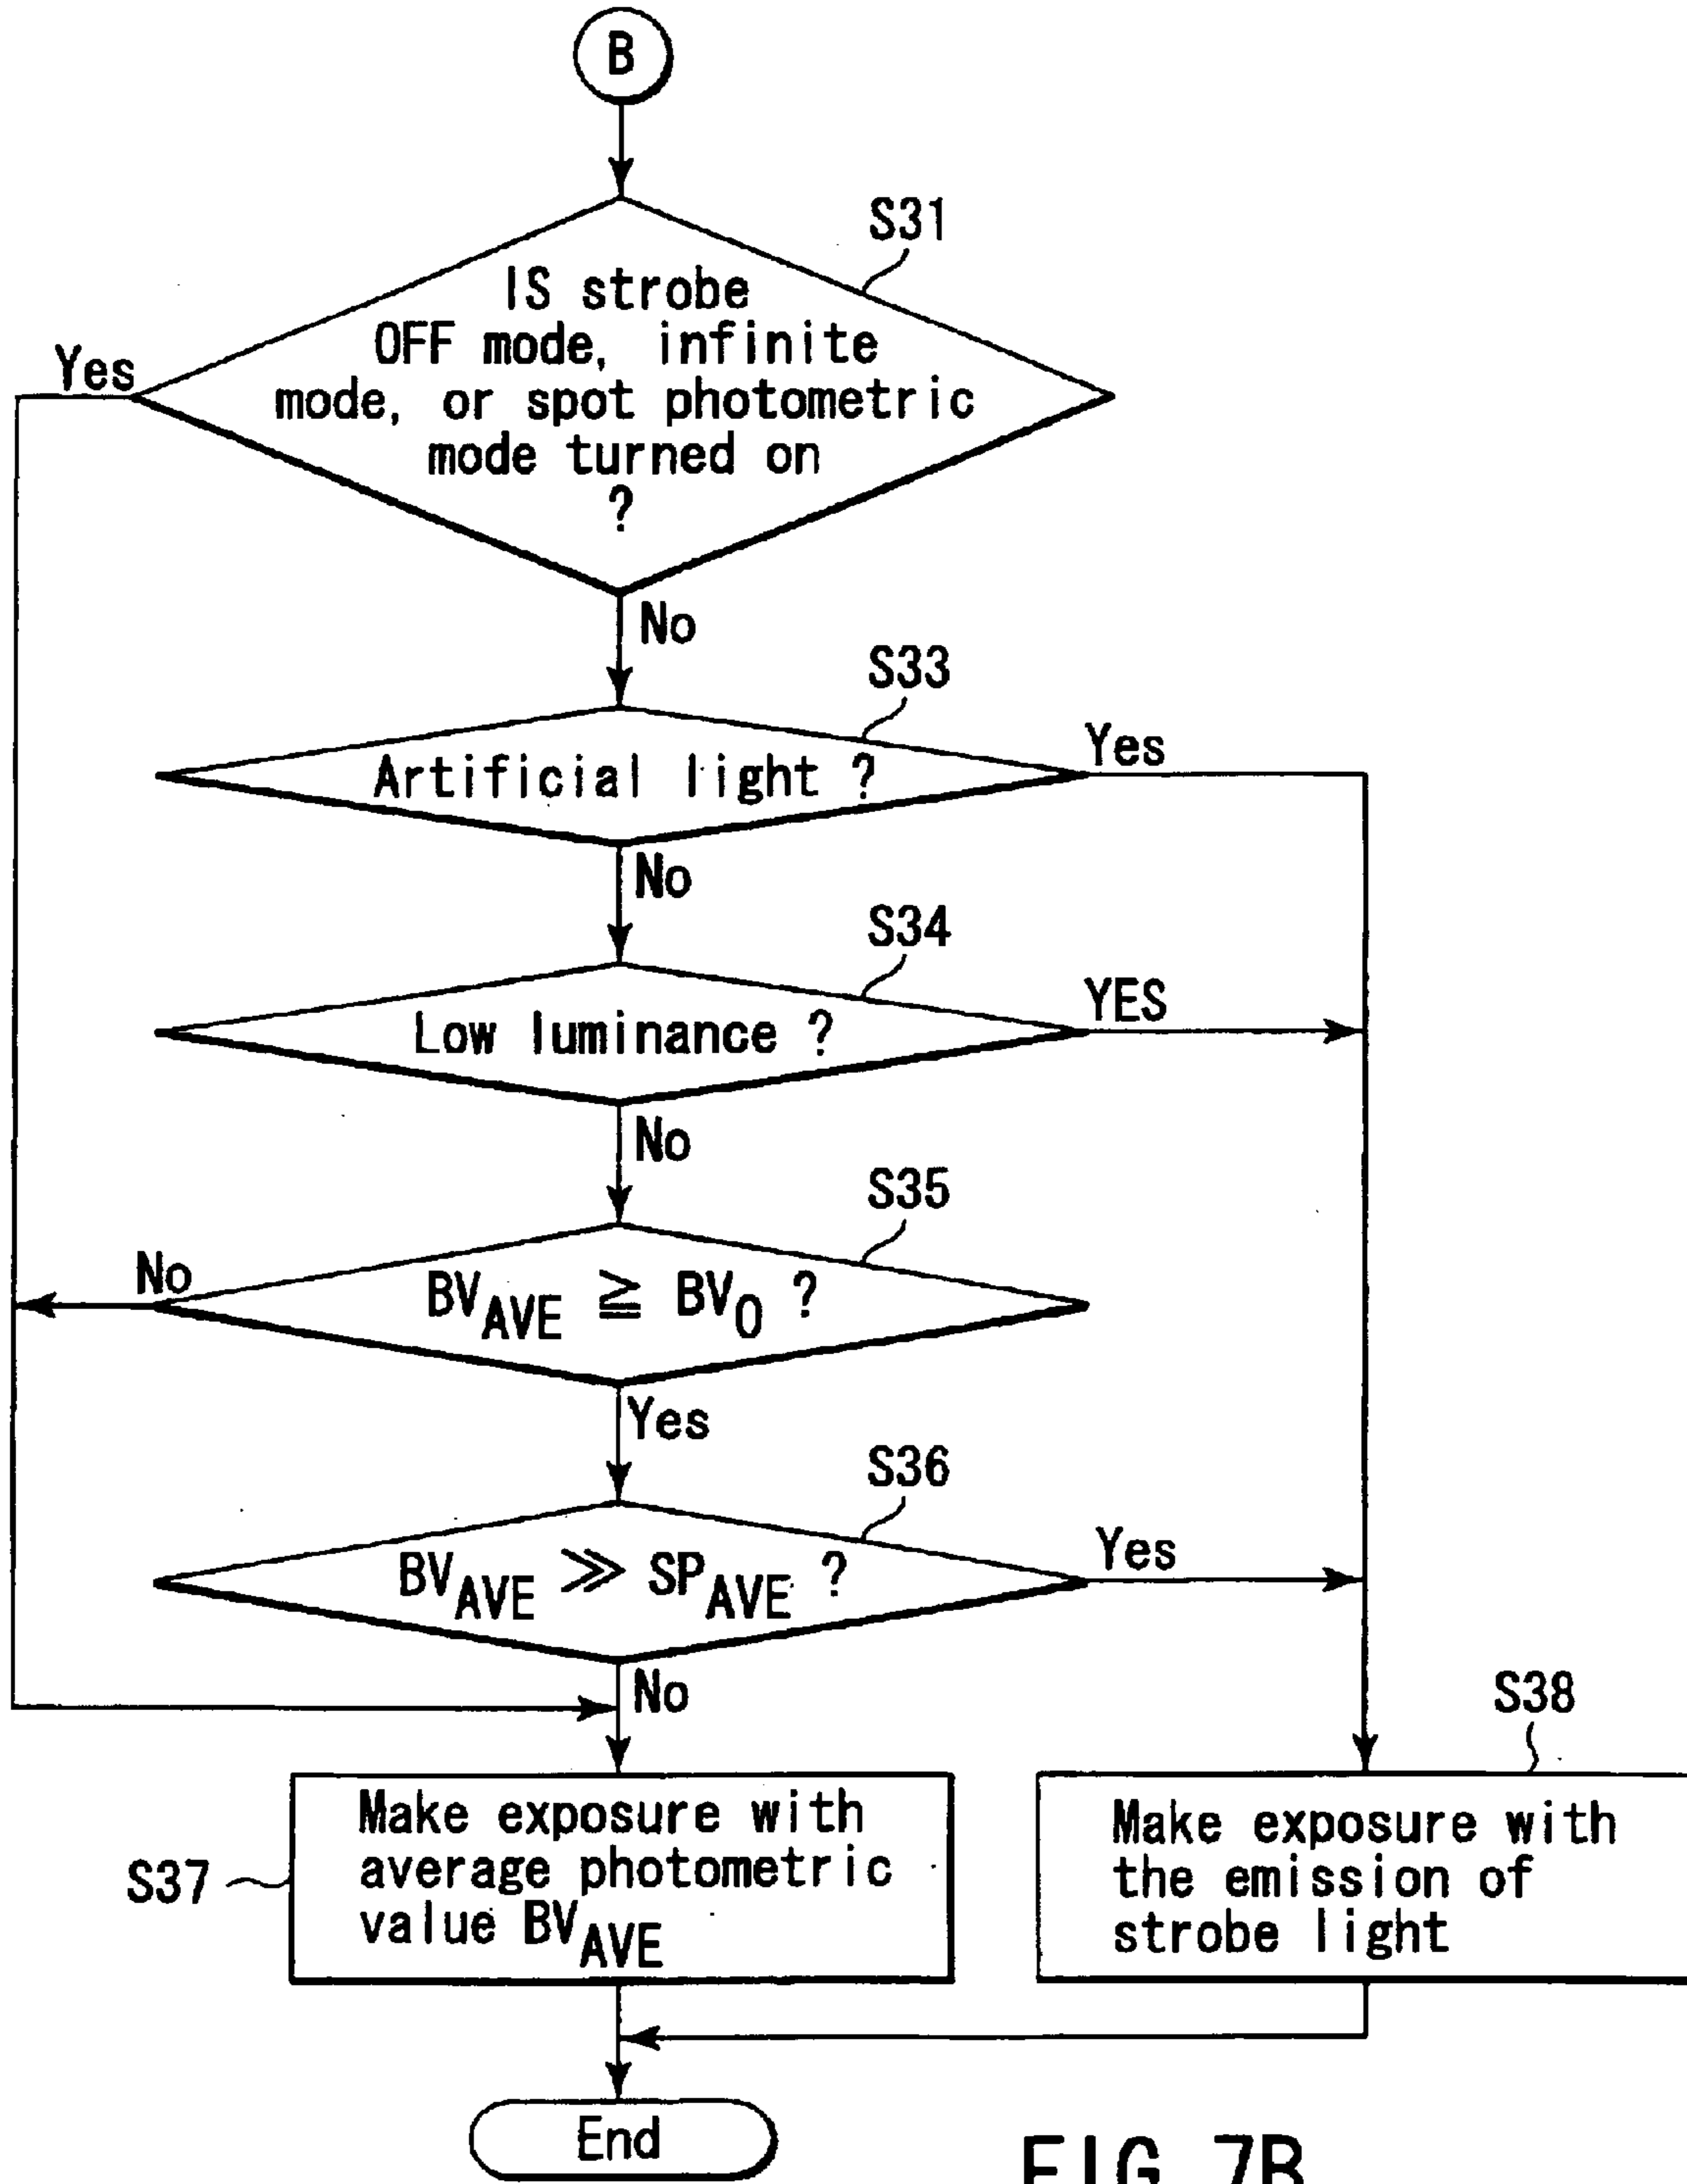 B
S31
IS strobe
OFF mode, infinite
mode, or spot photometric
mode turned on
?
Yes
No
S33
Artificial light ?
Yes
No
S34
Low luminance ?
YES
No
S35
BVAVE ≧ BV0 ?
No
Yes
S36
BVAVE ≫ SPAVE ?
Yes
No
S37
Make exposure with
average photometric
value BVAVE
S38
Make exposure with
the emission of
strobe light
End
FIG. 7B